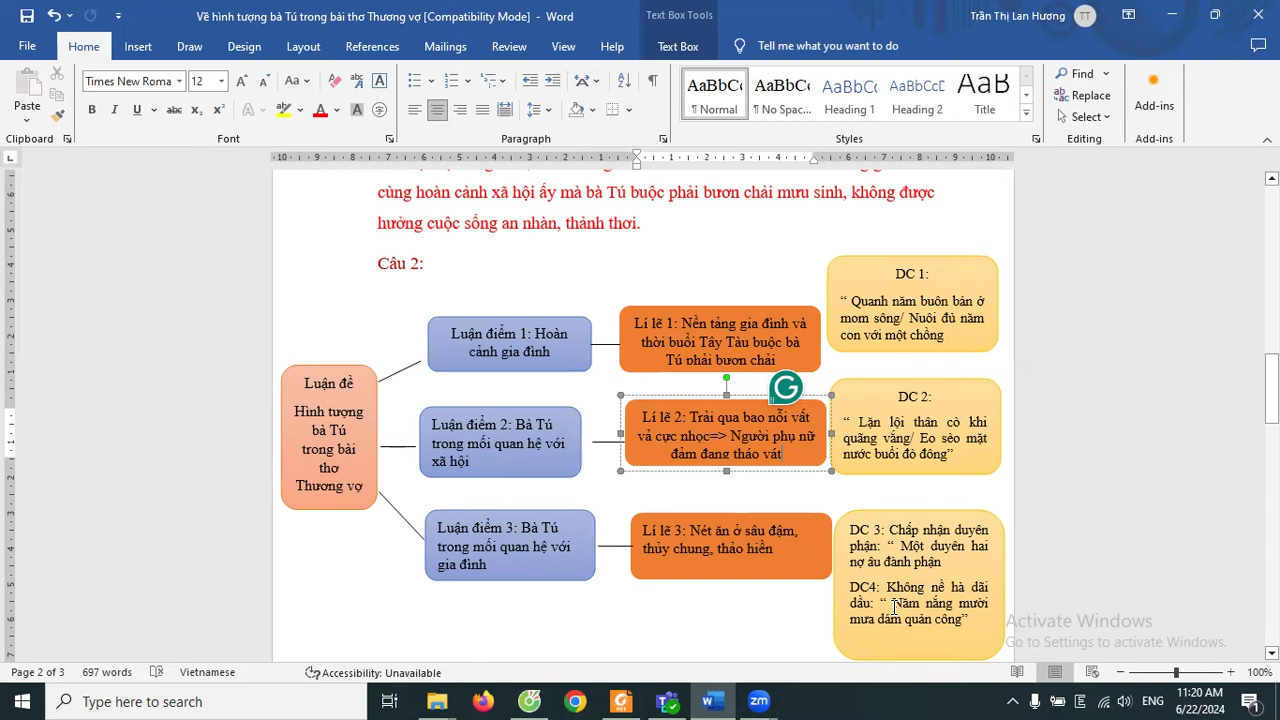 Về hình tượng bà Tú trong bài thơ Thương vợ [Compatibility Mode] - Word
Text Box Tools
Trần Thị Lan Hương
TT
File
Home
Insert
Draw
Design
Layout
References
Mailings
Review
View
Help
Text Box
Tell me what you want to do
Paste
Times New Roma
12
Find
Replace
Select
Add-ins
AaBbCc
¶ Normal
¶ No Spac...
Heading 1
Heading 2
Title
Clipboard
Font
Paragraph
Styles
Editing
Add-ins
cùng hoàn cảnh xã hội ấy mà bà Tú buộc phải bươn chải mưu sinh, không được
hưởng cuộc sống an nhàn, thảnh thơi.
Câu 2:
Luận đề
Hình tượng
bà Tú
trong bài
thơ
Thương vợ
Luận điểm 1: Hoàn
cảnh gia đình
Lí lẽ 1: Nền tảng gia đình và
thời buổi Tây Tàu buộc bà
Tú phải bươn chải
DC 1:
“ Quanh năm buôn bán ở
mom sông/ Nuôi đủ năm
con với một chồng
Luận điểm 2: Bà Tú
trong mối quan hệ với
xã hội
Lí lẽ 2: Trải qua bao nỗi vất
vả cực nhọc=> Người phụ nữ
đảm đang tháo vát
DC 2:
“ Lặn lội thân cò khi
quãng vắng/ Eo sèo mặt
nước buổi đò đông”
Luận điểm 3: Bà Tú
trong mối quan hệ với
gia đình
Lí lẽ 3: Nét ăn ở sâu đậm,
thủy chung, thảo hiền
DC 3: Chấp nhận duyên
phận: “ Một duyên hai
nợ âu đành phận
DC4: Không nề hà dãi
dầu: “ Năm nắng mười
mưa dám quản công”
Activate Windows
Go to Settings to activate Windows.
Page 2 of 3
697 words
Vietnamese
Accessibility: Unavailable
100%
Type here to search
ENG
11:20 AM
6/22/2024